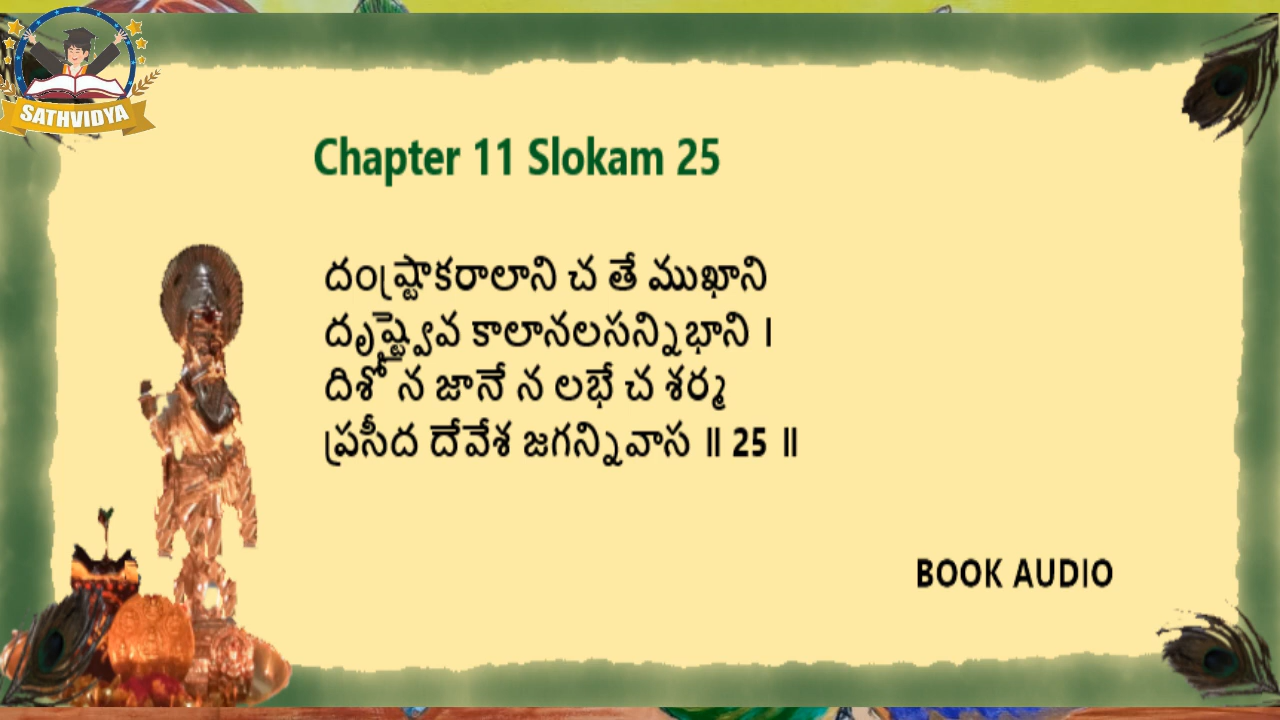 SATHVIDYA
Chapter 11 Slokam 25
దంష్ట్రాకరాలాని చ తే ముఖాని
దృష్ట్వైవ కాలానలసన్నిభాని ।
దిశో న జానే న లభే చ శర్మ
ప్రసీద దేవేశ జగన్నివాస ॥ 25 ॥
BOOK AUDIO